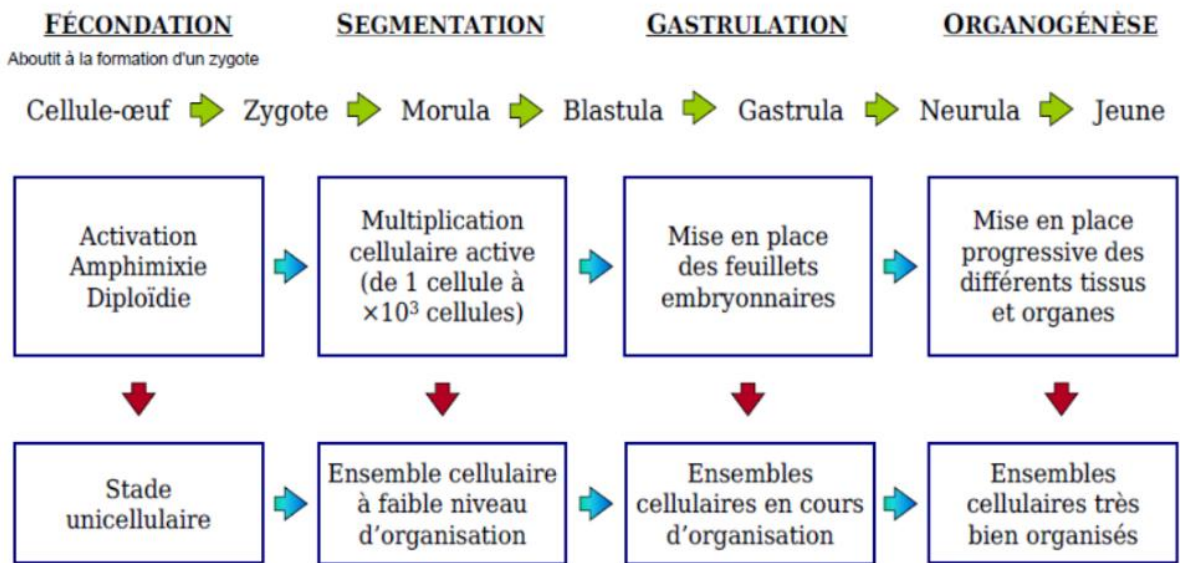 FÉCONDATION
SEGMENTATION
GASTRULATION
ORGANOGÉNÈSE
Aboutit à la formation d'un zygote
Cellule-œuf Zygote Morula Blastula Gastrula Neurula Jeune
Activation
Amphimixie
Diploïdie
Multiplication
cellulaire active
(de 1 cellule à
×10³ cellules)
Mise en place
des feuillets
embryonnaires
Mise en place
progressive des
différents tissus
et organes
Stade
unicellulaire
Ensemble cellulaire
à faible niveau
d’organisation
Ensembles
cellulaires en cours
d’organisation
Ensembles
cellulaires très
bien organisés